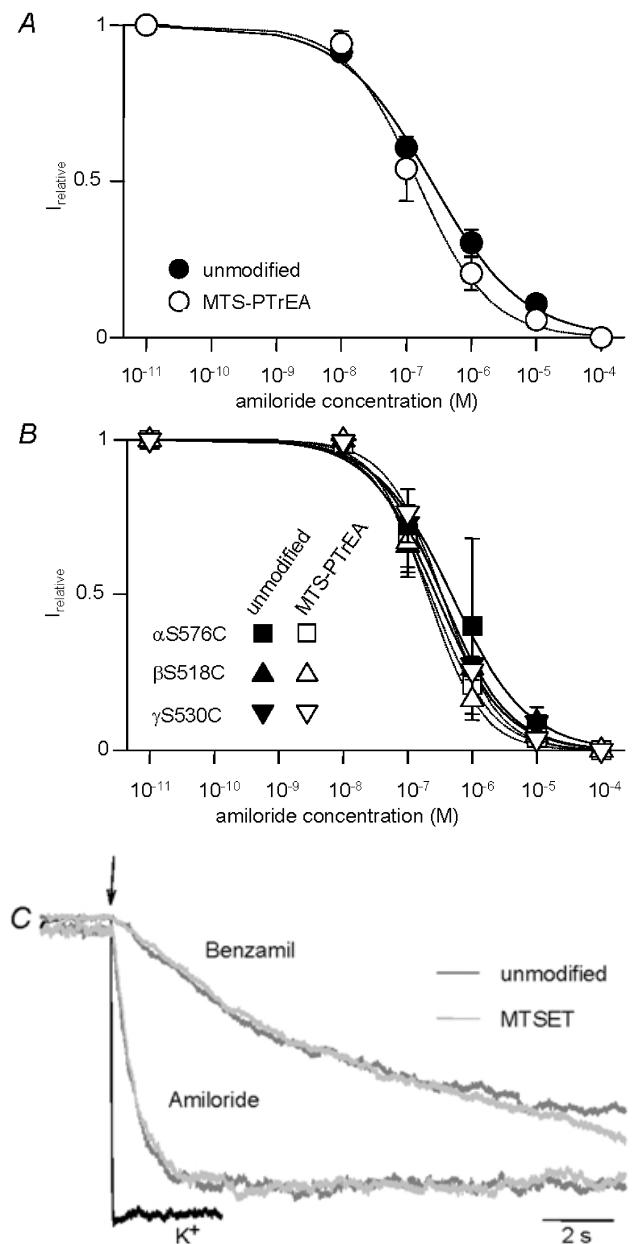 A
1
0.5
0
I relative
unmodified
MTS-PTrEA
10⁻¹¹ 10⁻¹⁰ 10⁻⁹ 10⁻⁸ 10⁻⁷ 10⁻⁶ 10⁻⁵ 10⁻⁴
amiloride concentration (M)
B
1
0.5
0
I relative
unmodified
MTS-PTrEA
αS576C
βS518C
γS530C
10⁻¹¹ 10⁻¹⁰ 10⁻⁹ 10⁻⁸ 10⁻⁷ 10⁻⁶ 10⁻⁵ 10⁻⁴
amiloride concentration (M)
C
Benzamil
unmodified
MTSET
Amiloride
K⁺
2 s